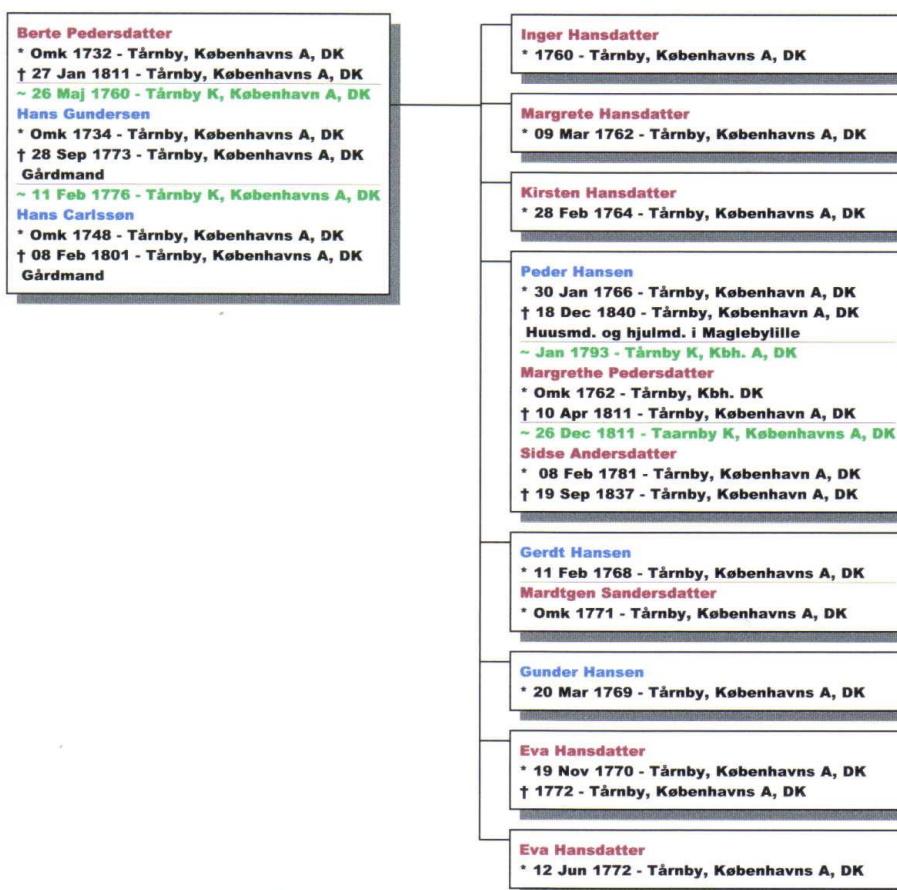 Berte Pedersdatter
* Omk 1732 - Tårnby, Københavns A, DK
† 27 Jan 1811 - Tårnby, Københavns A, DK
~ 26 Maj 1760 - Tårnby K, København A, DK
Hans Gundersen
* Omk 1734 - Tårnby, Københavns A, DK
† 28 Sep 1773 - Tårnby, Københavns A, DK
Gårdmand
~ 11 Feb 1776 - Tårnby K, Københavns A, DK
Hans Carlssøn
* Omk 1748 - Tårnby, Københavns A, DK
† 08 Feb 1801 - Tårnby, Københavns A, DK
Gårdmand
Inger Hansdatter
* 1760 - Tårnby, Københavns A, DK
Margrete Hansdatter
* 09 Mar 1762 - Tårnby, Københavns A, DK
Kirsten Hansdatter
* 28 Feb 1764 - Tårnby, Københavns A, DK
Peder Hansen
* 30 Jan 1766 - Tårnby, København A, DK
† 18 Dec 1840 - Tårnby, København A, DK
Huusmd. og hjulmd. i Maglebylille
~ Jan 1793 - Tårnby K, Kbh. A, DK
Margrethe Pedersdatter
* Omk 1762 - Tårnby, Kbh. DK
† 10 Apr 1811 - Tårnby, København A, DK
~ 26 Dec 1811 - Taarnby K, Københavns A, DK
Sidse Andersdatter
* 08 Feb 1781 - Tårnby, København A, DK
† 19 Sep 1837 - Tårnby, København A, DK
Gerdt Hansen
* 11 Feb 1768 - Tårnby, Københavns A, DK
Mardtgen Sandersdatter
* Omk 1771 - Tårnby, Københavns A, DK
Gunder Hansen
* 20 Mar 1769 - Tårnby, Københavns A, DK
Eva Hansdatter
* 19 Nov 1770 - Tårnby, Københavns A, DK
† 1772 - Tårnby, Københavns A, DK
Eva Hansdatter
* 12 Jun 1772 - Tårnby, Københavns A, DK